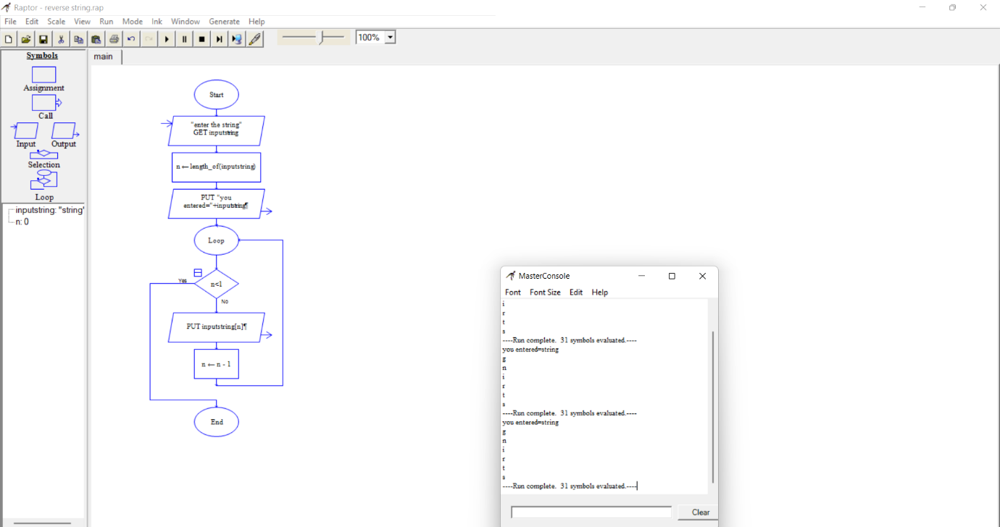 Raptor - reverse string.rap
File Edit Scale View Run Mode Ink Window Generate Help
100%
Symbols
Assignment
Call
Input Output
Selection
Loop
inputstring: "string"
n: 0
main
Start
"enter the string"
GET inputstring
n ← length_of(inputstring)
PUT "you
entered="+inputstring¶
Loop
Yes
n<1
No
PUT inputstring[n]¶
n ← n - 1
End
MasterConsole
Font Font Size Edit Help
i
r
t
s
----Run complete. 31 symbols evaluated.----
you entered=string
g
n
i
r
t
s
----Run complete. 31 symbols evaluated.----
you entered=string
g
n
i
r
t
s
----Run complete. 31 symbols evaluated.----
Clear